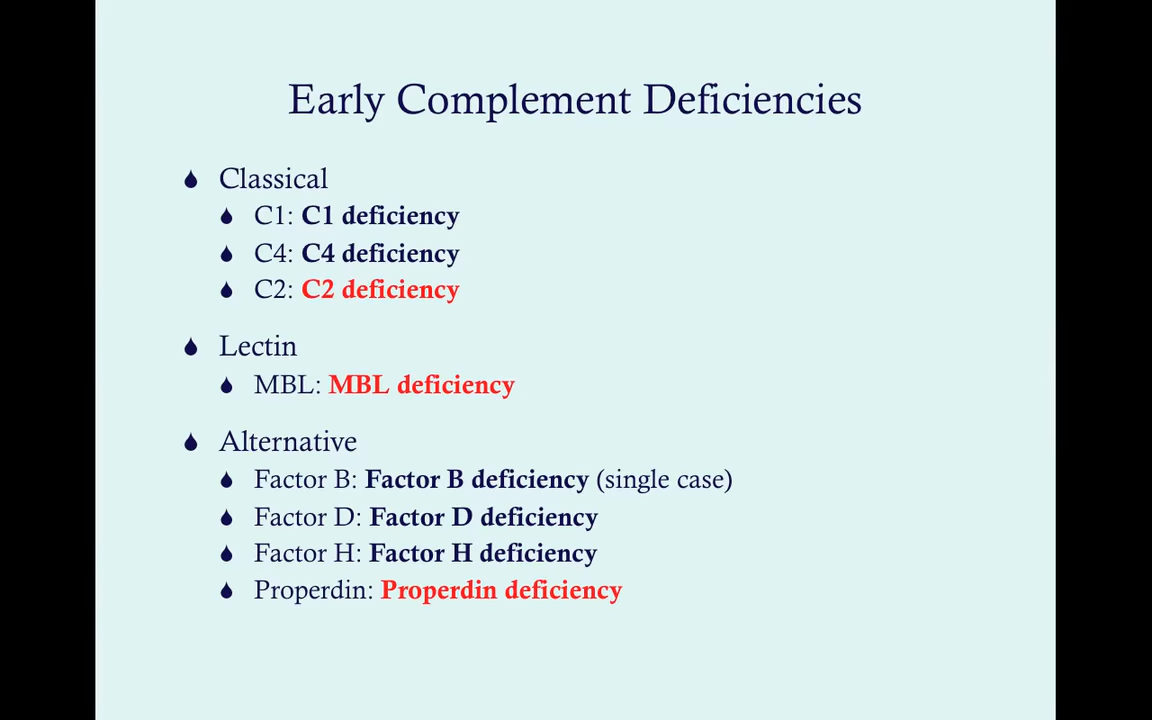 Early Complement Deficiencies
Classical
C1: C1 deficiency
C4: C4 deficiency
C2: C2 deficiency
Lectin
MBL: MBL deficiency
Alternative
Factor B: Factor B deficiency (single case)
Factor D: Factor D deficiency
Factor H: Factor H deficiency
Properdin: Properdin deficiency